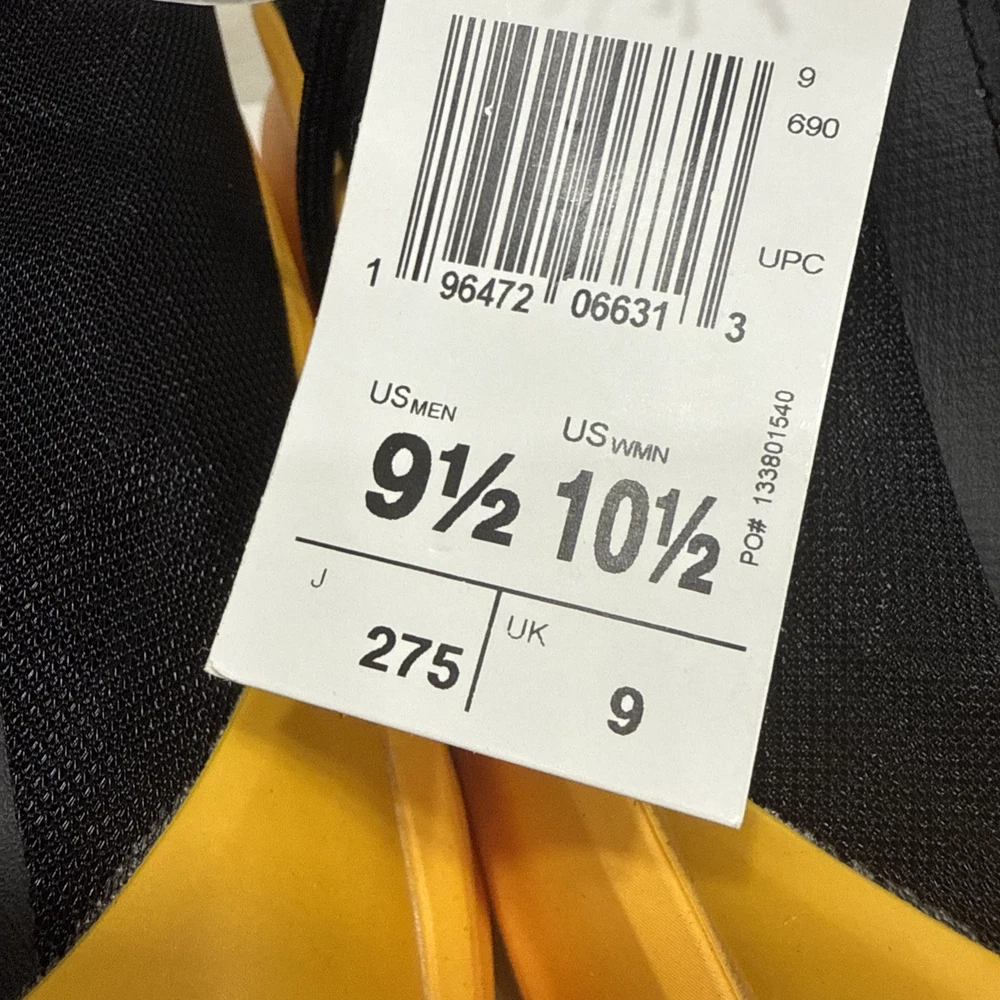 9
690
UPC
1 96472 06631 3
US MEN US WMN
9½ 10½
PO# 133801540
J UK
275 9